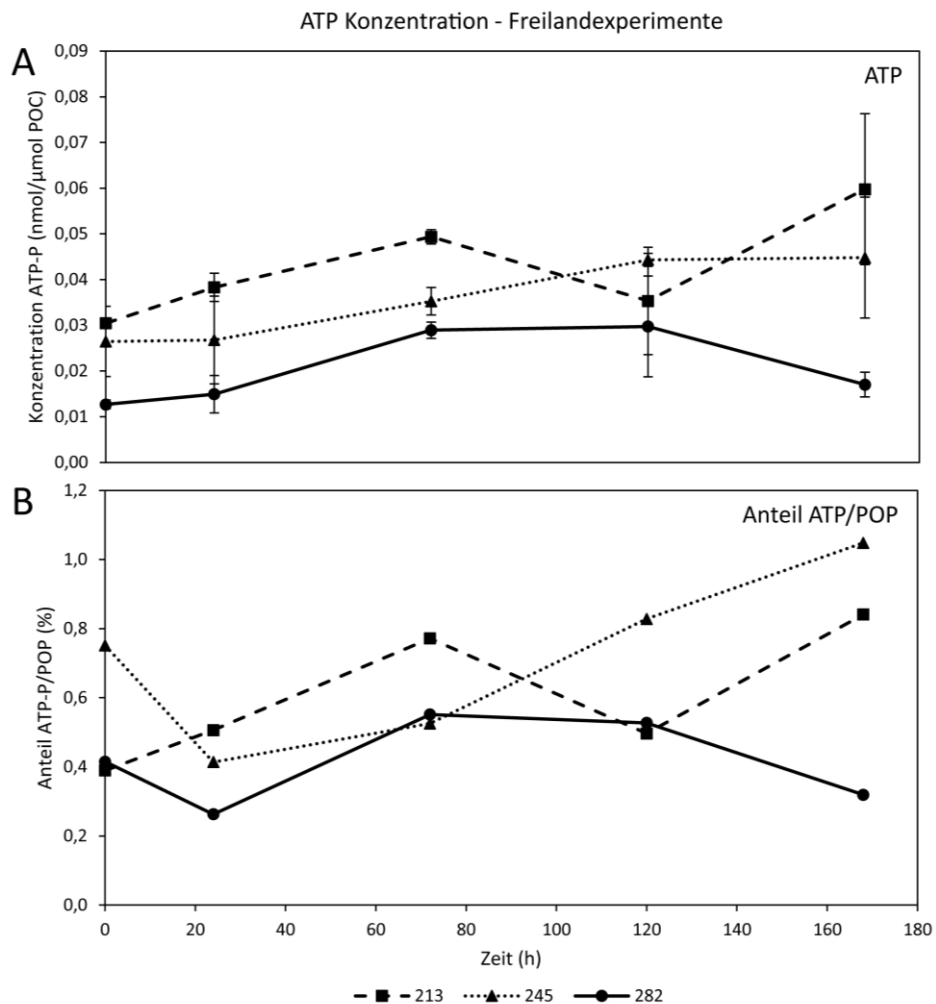 ATP Konzentration - Freilandexperimente
A
ATP
Konzentration ATP-P (nmol/µmol POC)
0,09
0,08
0,07
0,06
0,05
0,04
0,03
0,02
0,01
0,00
B
Anteil ATP/POP
Anteil ATP-P/POP (%)
1,2
1,0
0,8
0,6
0,4
0,2
0,0
0 20 40 60 80 100 120 140 160 180
Zeit (h)
213 245 282